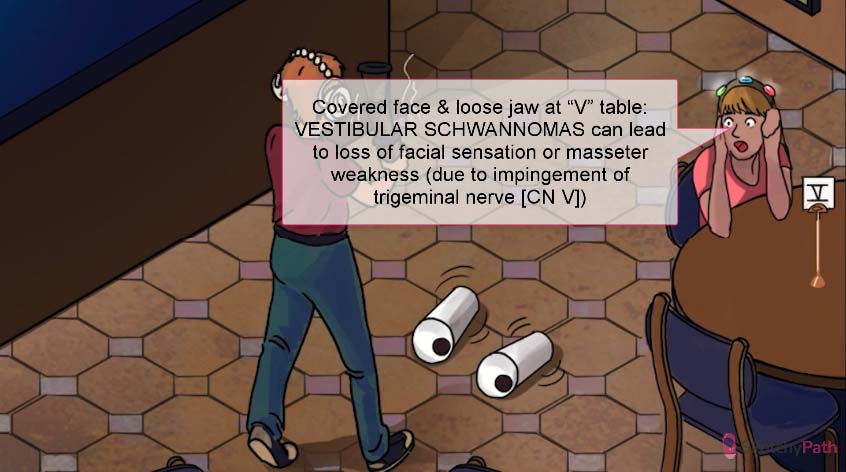 Covered face & loose jaw at “V” table:
VESTIBULAR SCHWANNOMAS can lead
to loss of facial sensation or masseter
weakness (due to impingement of
trigeminal nerve [CN V])
V
SketchyPath